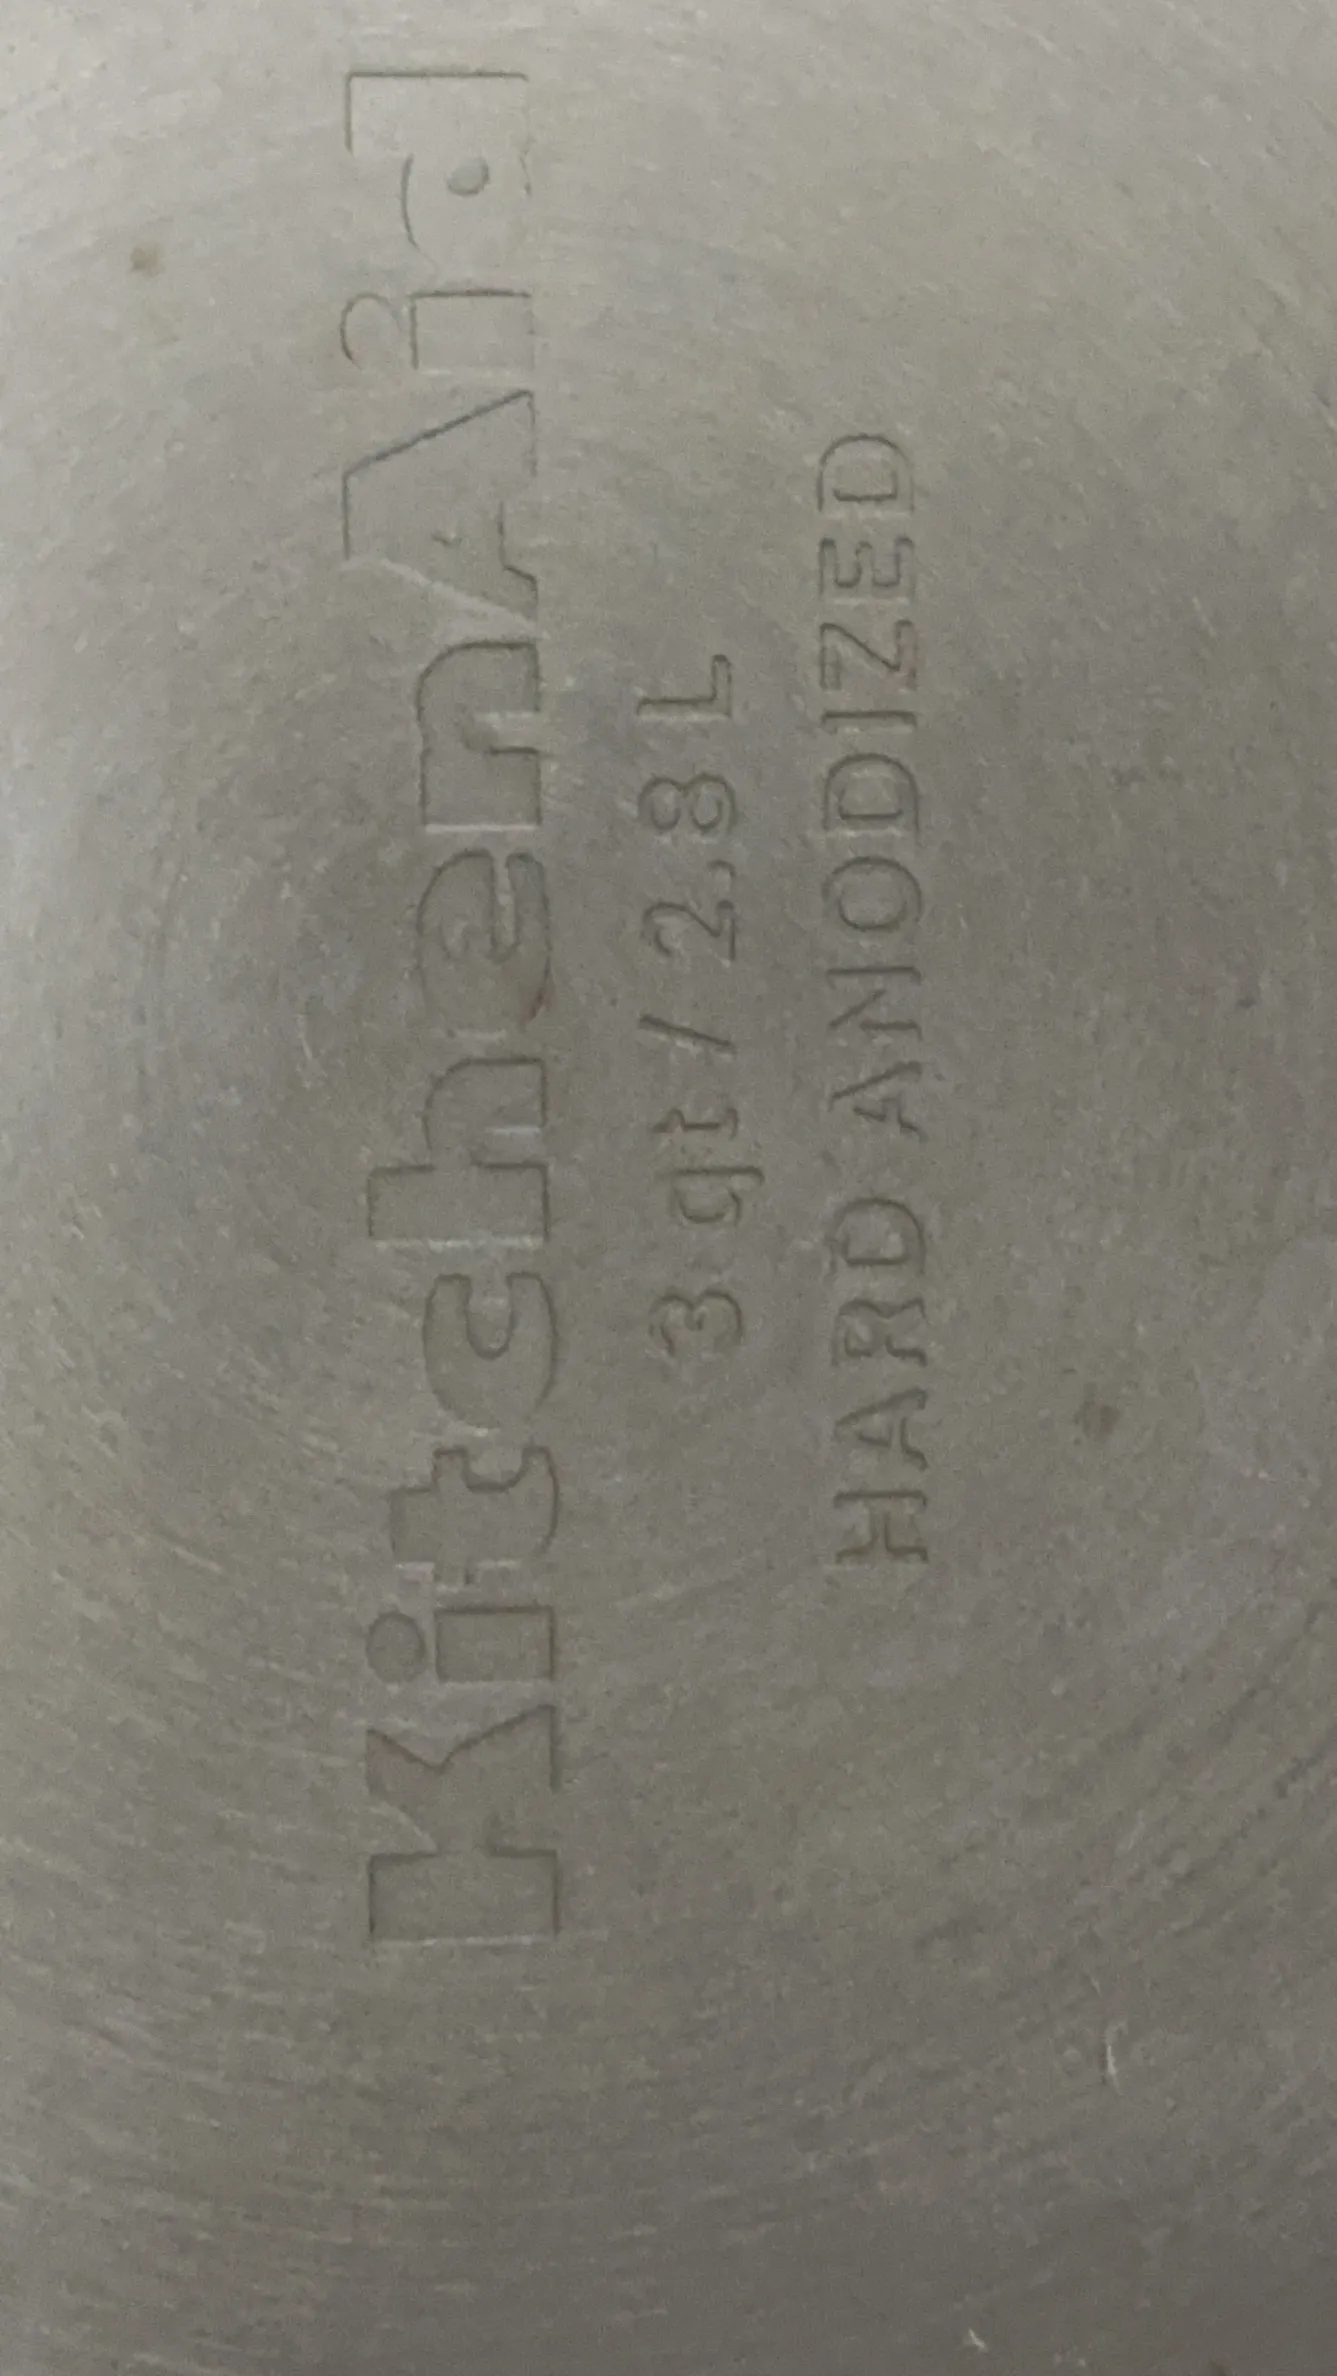 KitchenAid
3 qt / 2.8 L
HARD ANODIZED